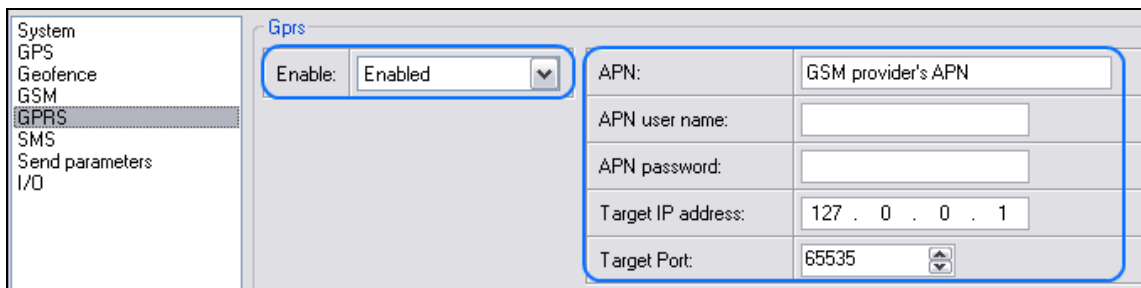 System
GPS
Geofence
GSM
GPRS
SMS
Send parameters
I/O
Gprs
Enable: Enabled
APN: GSM provider's APN
APN user name:
APN password:
Target IP address: 127 . 0 . 0 . 1
Target Port: 65535